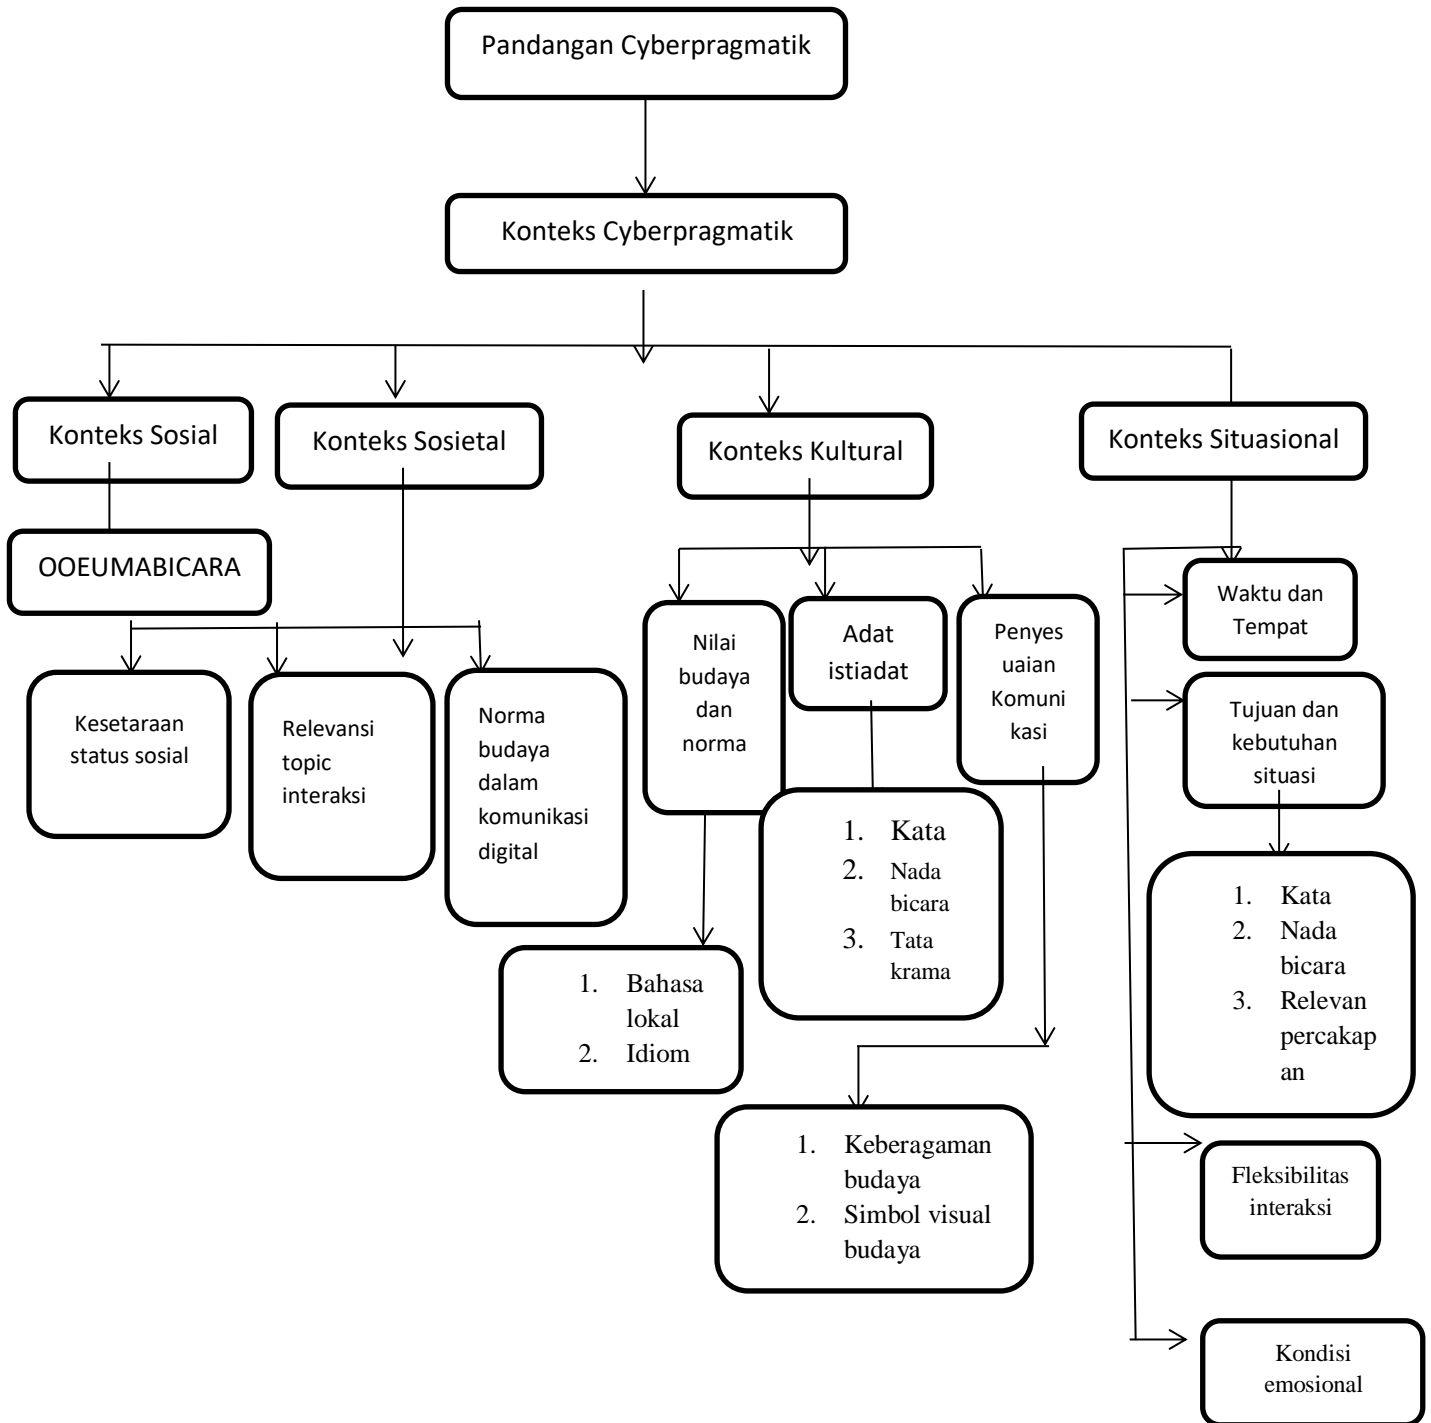 Pandangan Cyberpragmatik
Konteks Cyberpragmatik
Konteks Sosial
Konteks Sosietal
Konteks Kultural
Konteks Situasional
OOEUMABICARA
Kesetaraan
status sosial
Relevansi
topic
interaksi
Norma
budaya
dalam
komunikasi
digital
Nilai
budaya
dan
norma
Adat
istiadat
Penyes
uaian
Komuni
kasi
Waktu dan
Tempat
Tujuan dan
kebutuhan
situasi
1. Kata
2. Nada
bicara
3. Tata
krama
1. Bahasa
lokal
2. Idiom
1. Keberagaman
budaya
2. Simbol visual
budaya
1. Kata
2. Nada
bicara
3. Relevan
percakap
an
Fleksibilitas
interaksi
Kondisi
emosional